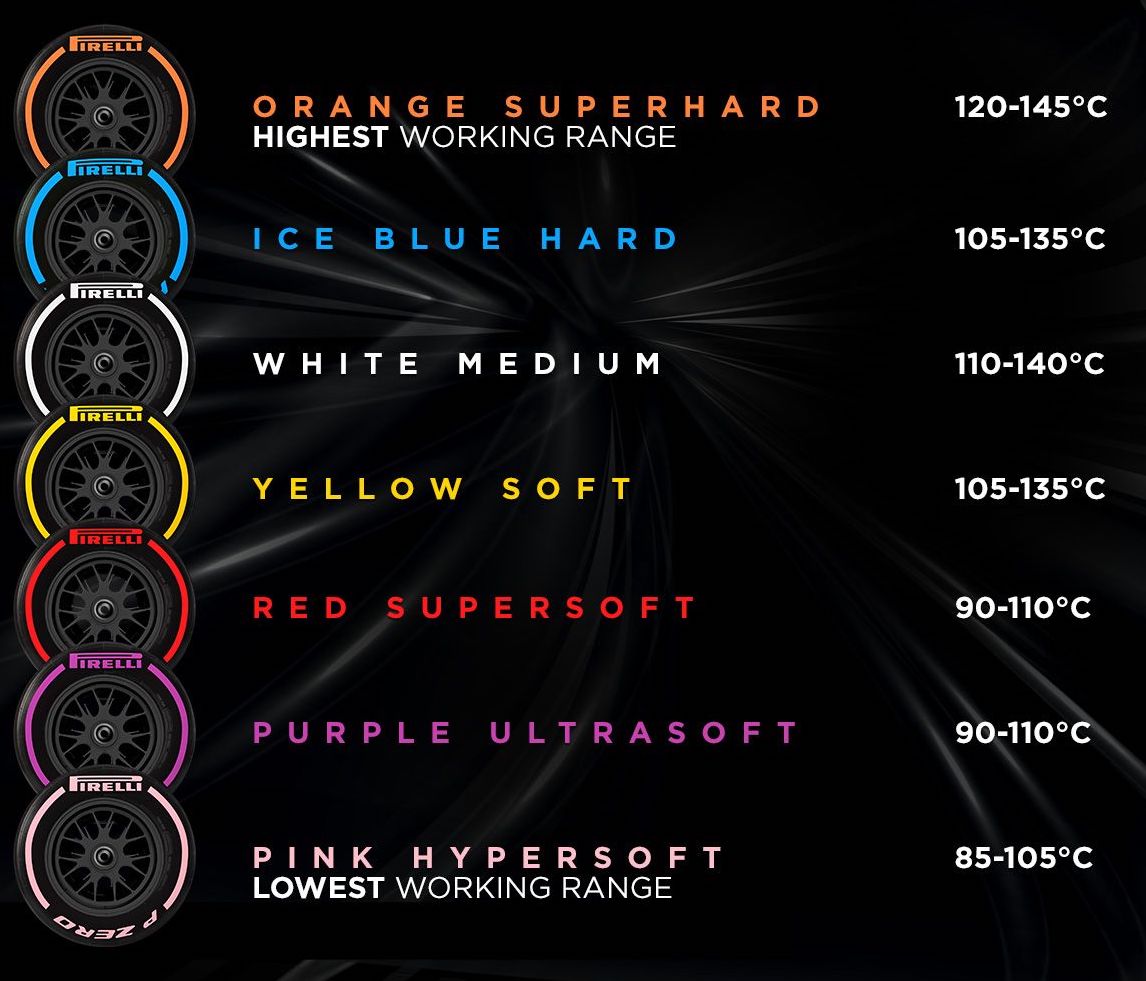 PIRELLI
ORANGE SUPERHARD 120-145°C
HIGHEST WORKING RANGE
PIRELLI
ICE BLUE HARD 105-135°C
PIRELLI
WHITE MEDIUM 110-140°C
PIRELLI
YELLOW SOFT 105-135°C
PIRELLI
RED SUPERSOFT 90-110°C
PIRELLI
PURPLE ULTRASOFT 90-110°C
PIRELLI
PINK HYPERSOFT 85-105°C
LOWEST WORKING RANGE
P ZERO